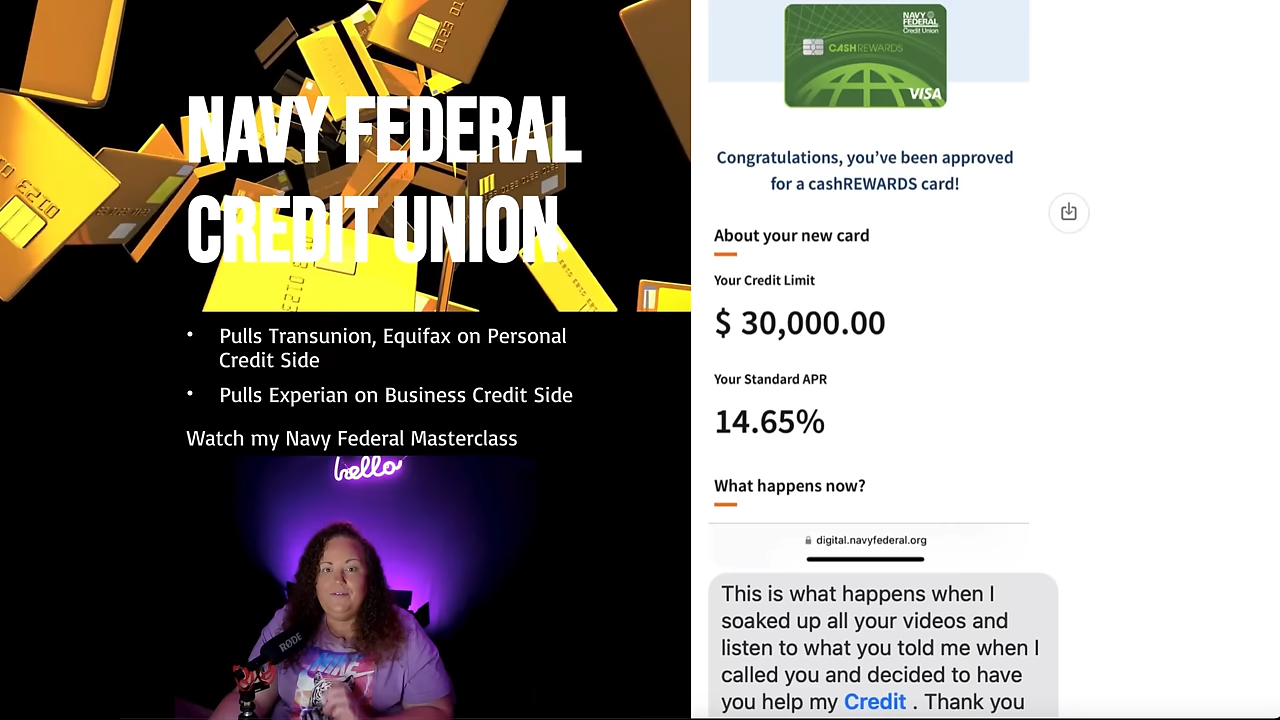 NAVY FEDERAL
CREDIT UNION
• Pulls Transunion, Equifax on Personal
Credit Side
• Pulls Experian on Business Credit Side
Watch my Navy Federal Masterclass
hello
RØDE
NAVY
FEDERAL
Credit Union
CASHREWARDS
VISA
Congratulations, you’ve been approved
for a cashREWARDS card!
About your new card
Your Credit Limit
$ 30,000.00
Your Standard APR
14.65%
What happens now?
digital.navyfederal.org
This is what happens when I
soaked up all your videos and
listen to what you told me when I
called you and decided to have
you help my Credit . Thank you